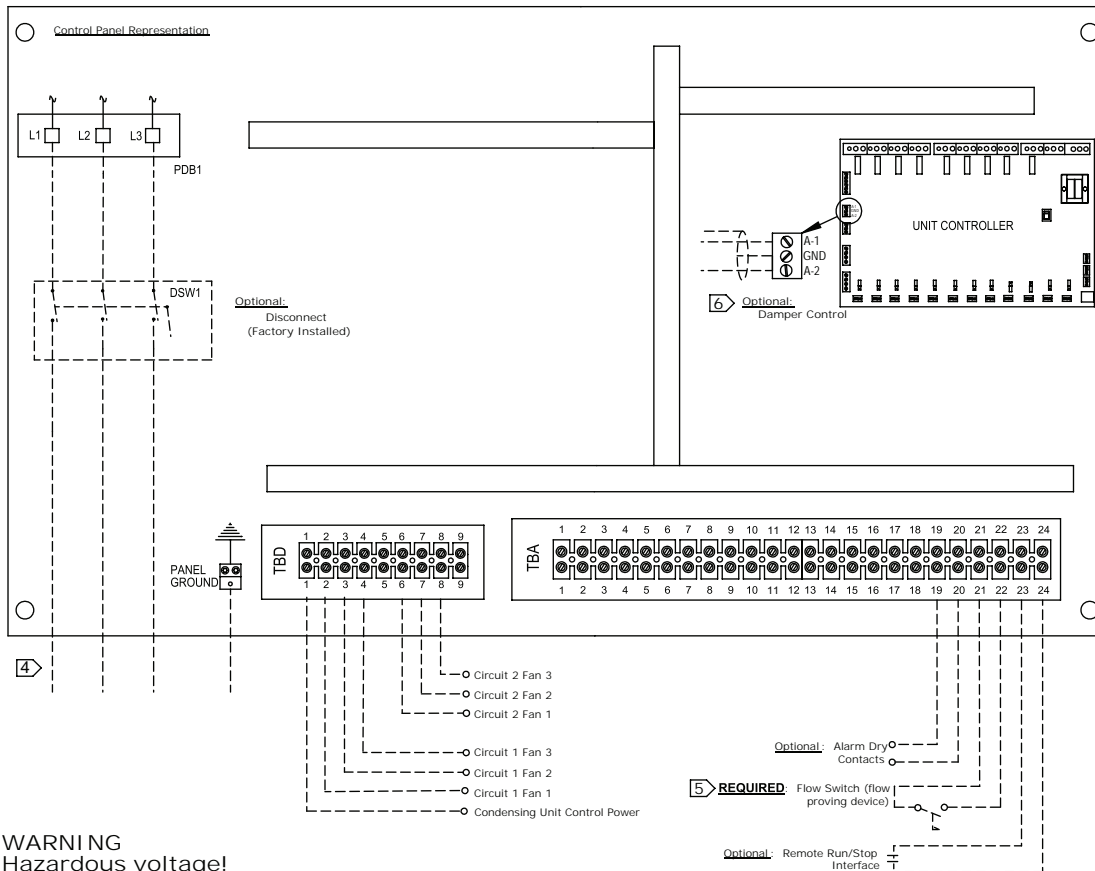 Control Panel Representation
L1 L2 L3
PDB1
DSW1
Optional:
Disconnect
(Factory Installed)
UNIT CONTROLLER
A-1
GND
A-2
6 Optional:
Damper Control
PANEL
GROUND
TBD
1 2 3 4 5 6 7 8 9
1 2 3 4 5 6 7 8 9
TBA
1 2 3 4 5 6 7 8 9 10 11 12 13 14 15 16 17 18 19 20 21 22 23 24
1 2 3 4 5 6 7 8 9 10 11 12 13 14 15 16 17 18 19 20 21 22 23 24
4
Circuit 2 Fan 3
Circuit 2 Fan 2
Circuit 2 Fan 1
Circuit 1 Fan 3
Circuit 1 Fan 2
Circuit 1 Fan 1
Condensing Unit Control Power
Optional: Alarm Dry
Contacts
5 REQUIRED: Flow Switch (flow
proving device)
Optional: Remote Run/Stop
Interface
WARNING
Hazardous voltage!